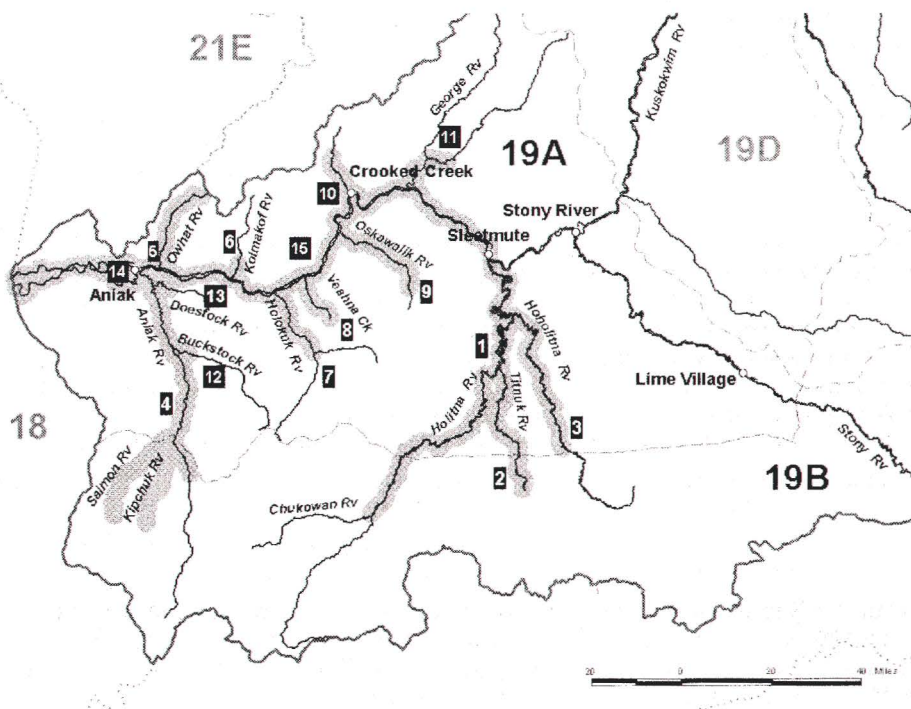 21E
George Rv
Kuskokwim Rv
11
19A
19D
Crooked Creek
10
Stony River
Owhat Rv
Kolmakof Rv
Sleetmute
5
6
15
Oskawalik Rv
14
13
9
Aniak
Veahna Ck
Doestock Rv
Holokuk Rv
8
Hoholitna Rv
Aniak Rv
Buckstock Rv
1
12
7
Lime Village
4
Holitna Rv
Titnuk Rv
18
3
Stony Rv
Salmon Rv
Kipchuk Rv
2
19B
Chukowan Rv
20 0 20 40 Miles